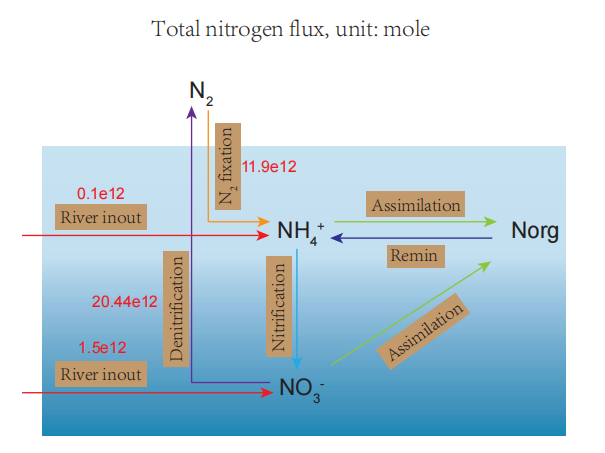 Total nitrogen flux, unit: mole
N₂
N₂ fixation
11.9e12
0.1e12
River inout
NH₄⁺
Assimilation
Norg
Remin
Denitrification
20.44e12
Nitrification
Assimilation
1.5e12
River inout
NO₃⁻